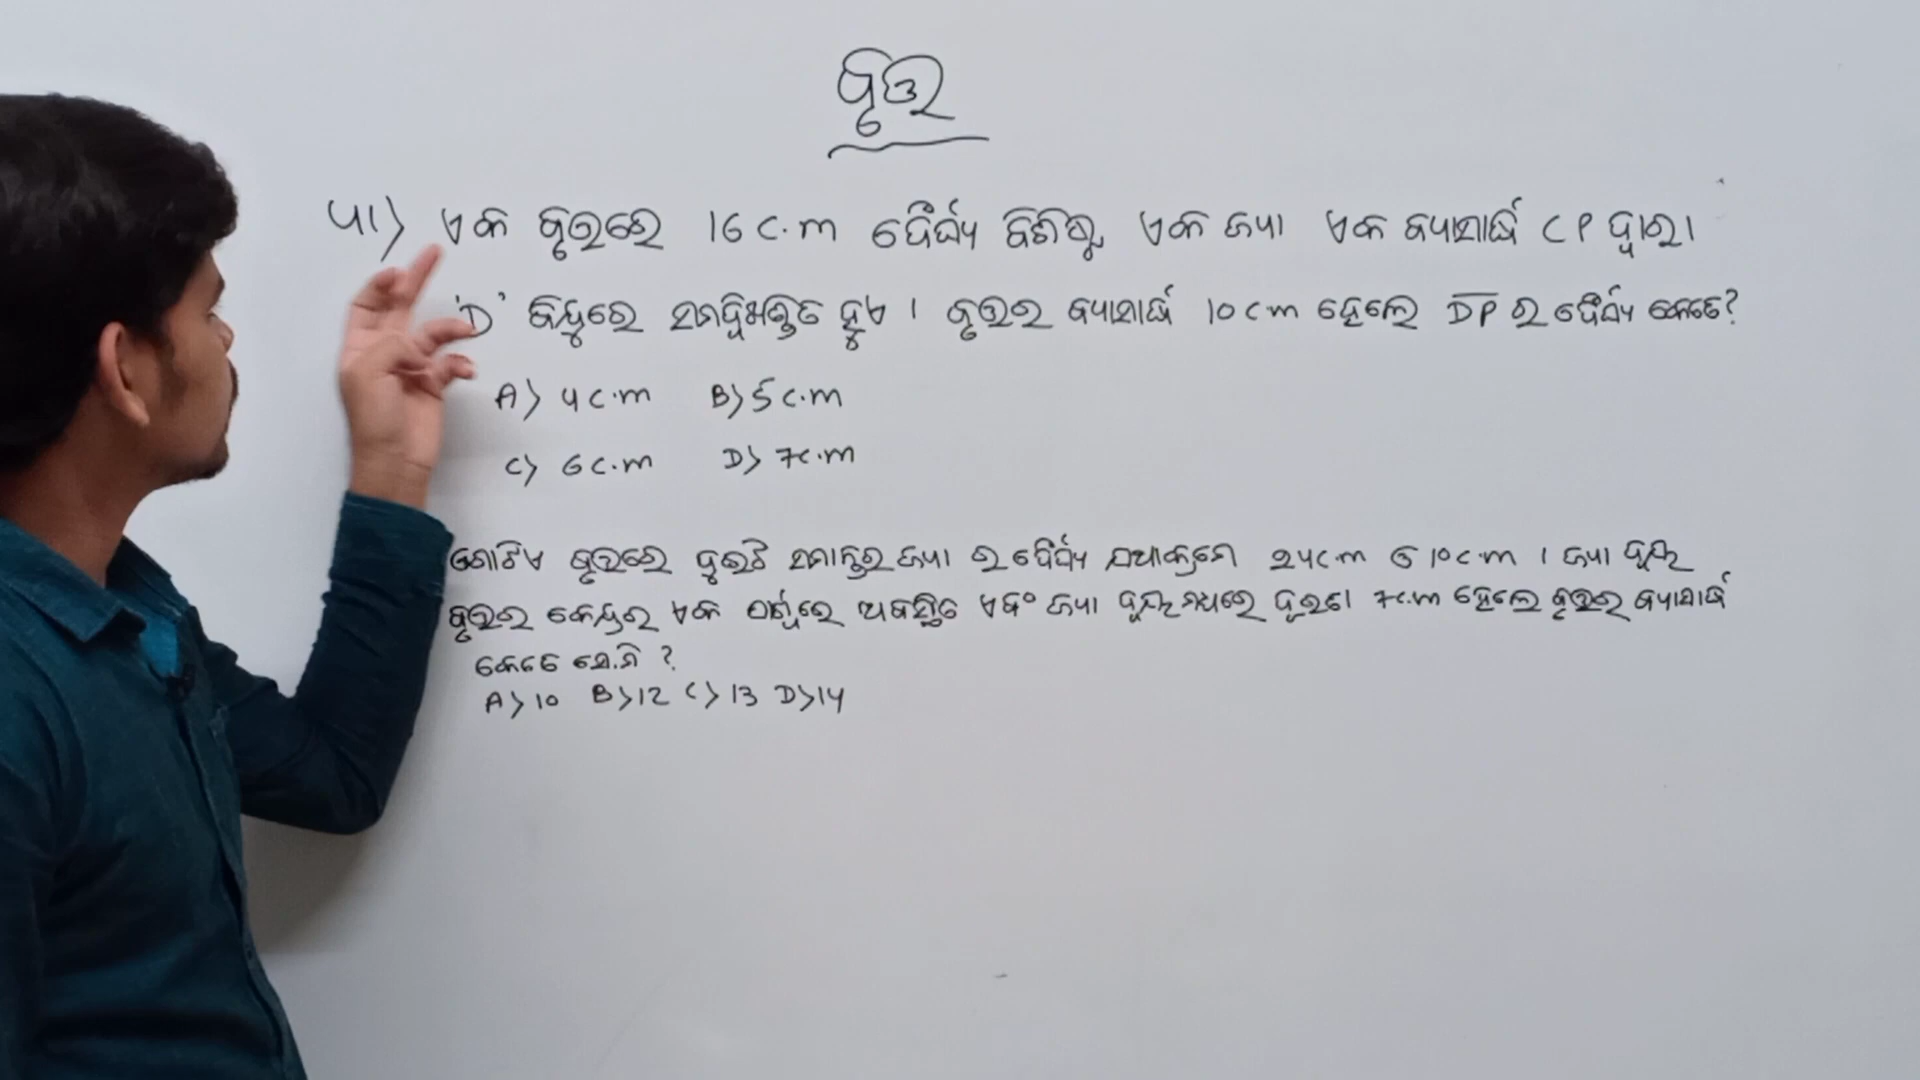 ବୃତ୍ତ
41) ଏକ ବୃତ୍ତରେ 16 c.m ଦୈର୍ଘ୍ୟ ବିଶିଷ୍ଟ ଏକ ଜ୍ୟା ଏକ ବ୍ୟାସାର୍ଦ୍ଧ CP ଦ୍ୱାରା
'D' ବିନ୍ଦୁରେ ସମଦ୍ୱିଖଣ୍ଡିତ ହୁଏ । ବୃତ୍ତର ବ୍ୟାସାର୍ଦ୍ଧ 10 cm ହେଲେ DP ର ଦୈର୍ଘ୍ୟ କେତେ?
A) 4 c.m B) 5 c.m
C) 6 c.m D) 7 c.m
ଗୋଟିଏ ବୃତ୍ତରେ ଦୁଇଟି ସମାନ୍ତର ଜ୍ୟା ର ଦୈର୍ଘ୍ୟ ଯଥାକ୍ରମେ 24 c.m ଓ 10 c.m । ଜ୍ୟା ଦ୍ୱୟ
ବୃତ୍ତର କେନ୍ଦ୍ରର ଏକ ପାର୍ଶ୍ୱରେ ଅବସ୍ଥିତ ଏବଂ ଜ୍ୟା ଦ୍ୱୟ ମଧ୍ୟରେ ଦୂରତା 7c.m ହେଲେ ବୃତ୍ତର ବ୍ୟାସାର୍ଦ୍ଧ
କେତେ ସେ.ମି ?
A) 10 B) 12 C) 13 D) 14